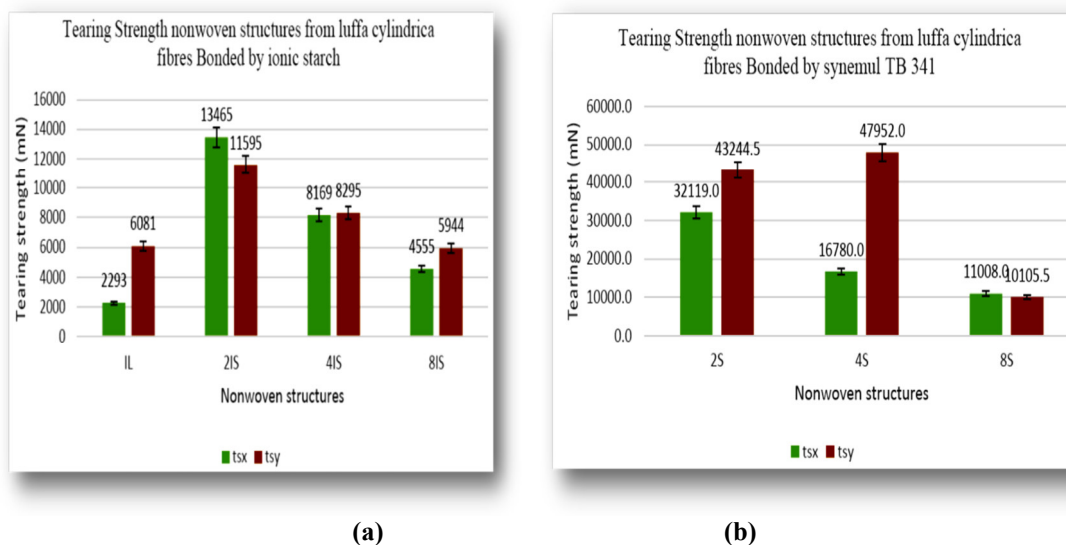 Tearing Strength nonwoven structures from luffa cylindrica
fibres Bonded by ionic starch
Tearing strength (mN)
16000
14000
12000
10000
8000
6000
4000
2000
0
2293
6081
13465
11595
8169
8295
4555
5944
IL
2IS
4IS
8IS
Nonwoven structures
tsx
tsy
(a)
Tearing Strength nonwoven structures from luffa cylindrica
fibres Bonded by synemul TB 341
Tearing strength (mN)
60000.0
50000.0
40000.0
30000.0
20000.0
10000.0
0.0
32119.0
43244.5
16780.0
47952.0
11008.0
10105.5
2S
4S
8S
Nonwoven structures
tsx
tsy
(b)